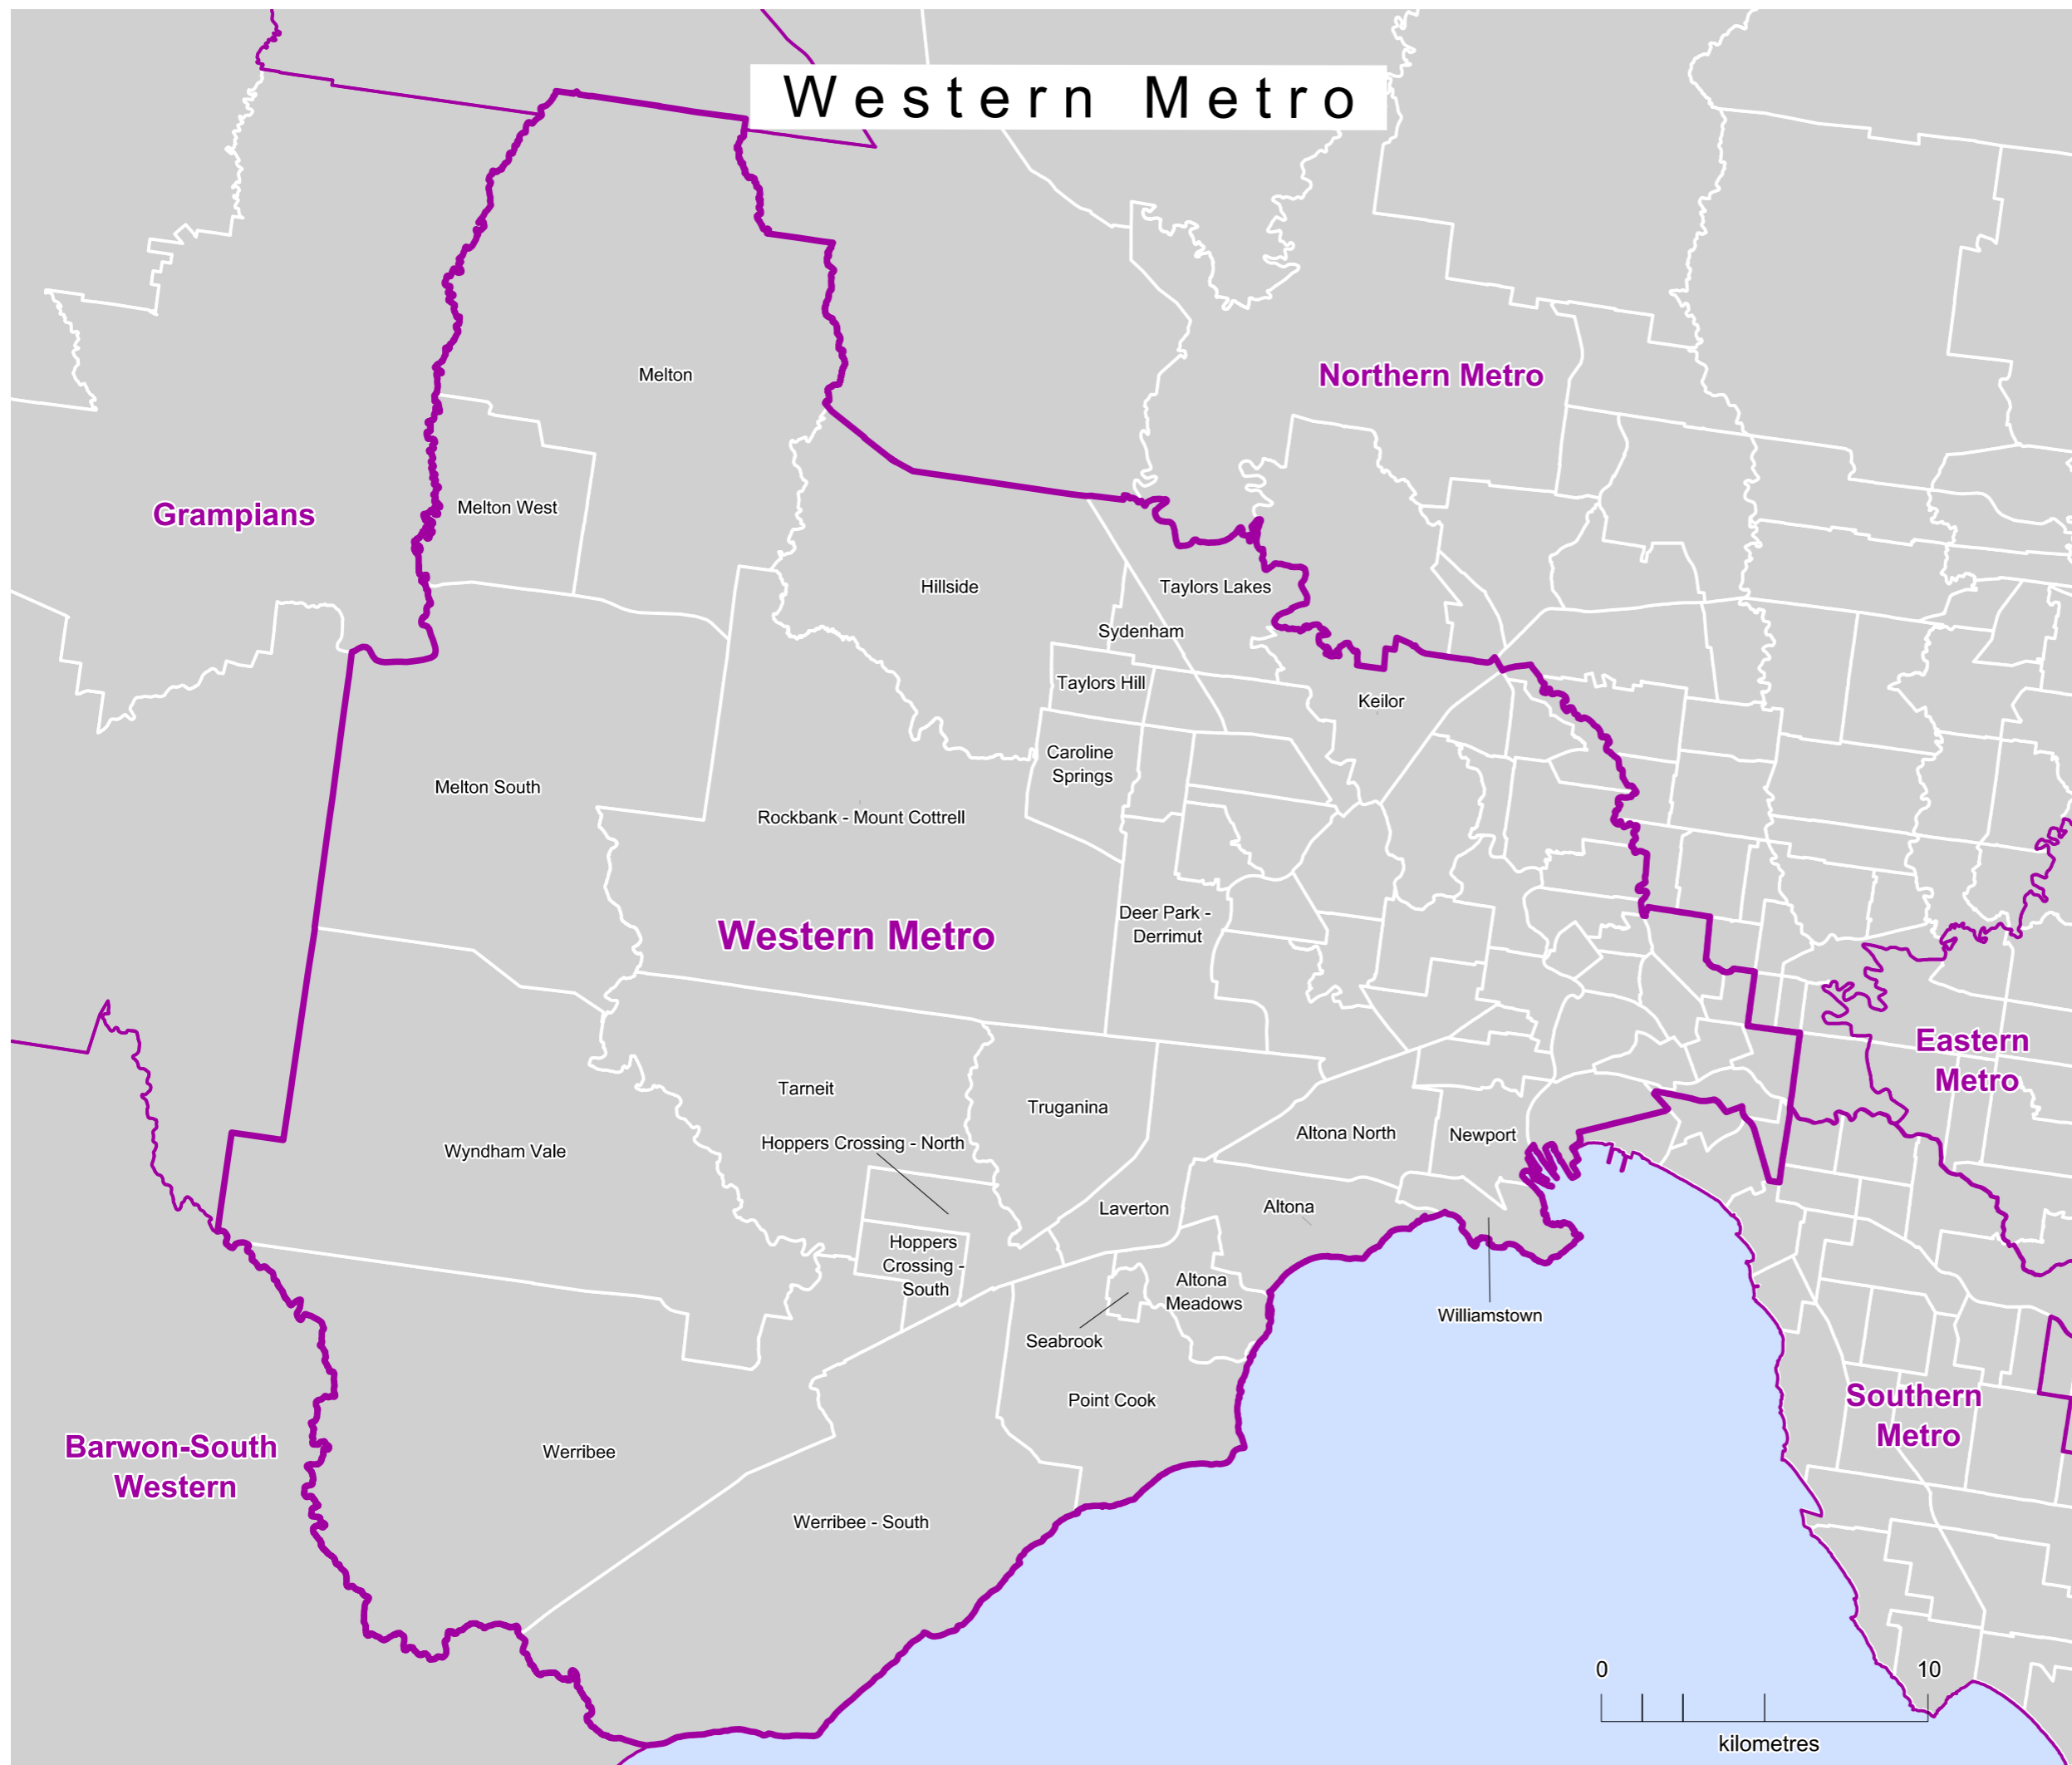 Western Metro
Melton
Northern Metro
Melton West
Grampians
Hillside
Taylors Lakes
Sydenham
Taylors Hill
Keilor
Caroline
Springs
Melton South
Rockbank - Mount Cottrell
Deer Park -
Derrimut
Western Metro
Eastern
Metro
Tarneit
Truganina
Hoppers Crossing - North
Altona North
Newport
Wyndham Vale
Laverton
Altona
Hoppers
Crossing -
South
Altona
Meadows
Williamstown
Seabrook
Point Cook
Southern
Metro
Barwon-South
Western
Werribee
Werribee - South
0
10
kilometres